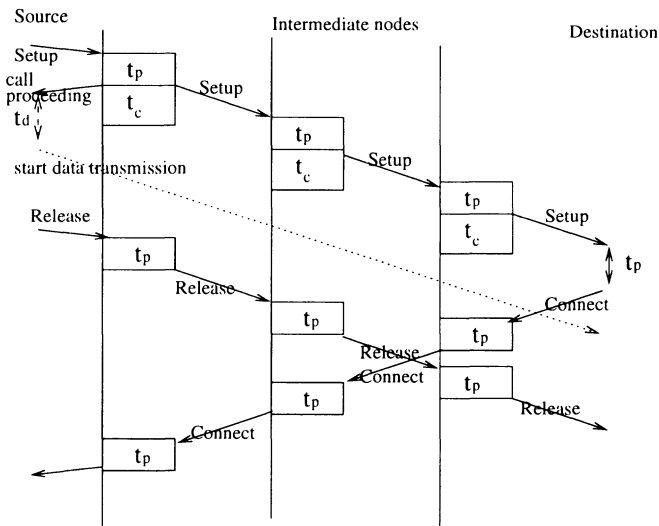 Source
Intermediate nodes
Destination
Setup
call
proceeding
td
tp
tc
Setup
tp
tc
Setup
tp
tc
Setup
tp
start data transmission
Release
tp
Release
tp
Release
tp
Release
Connect
tp
Connect
tp
Connect
tp